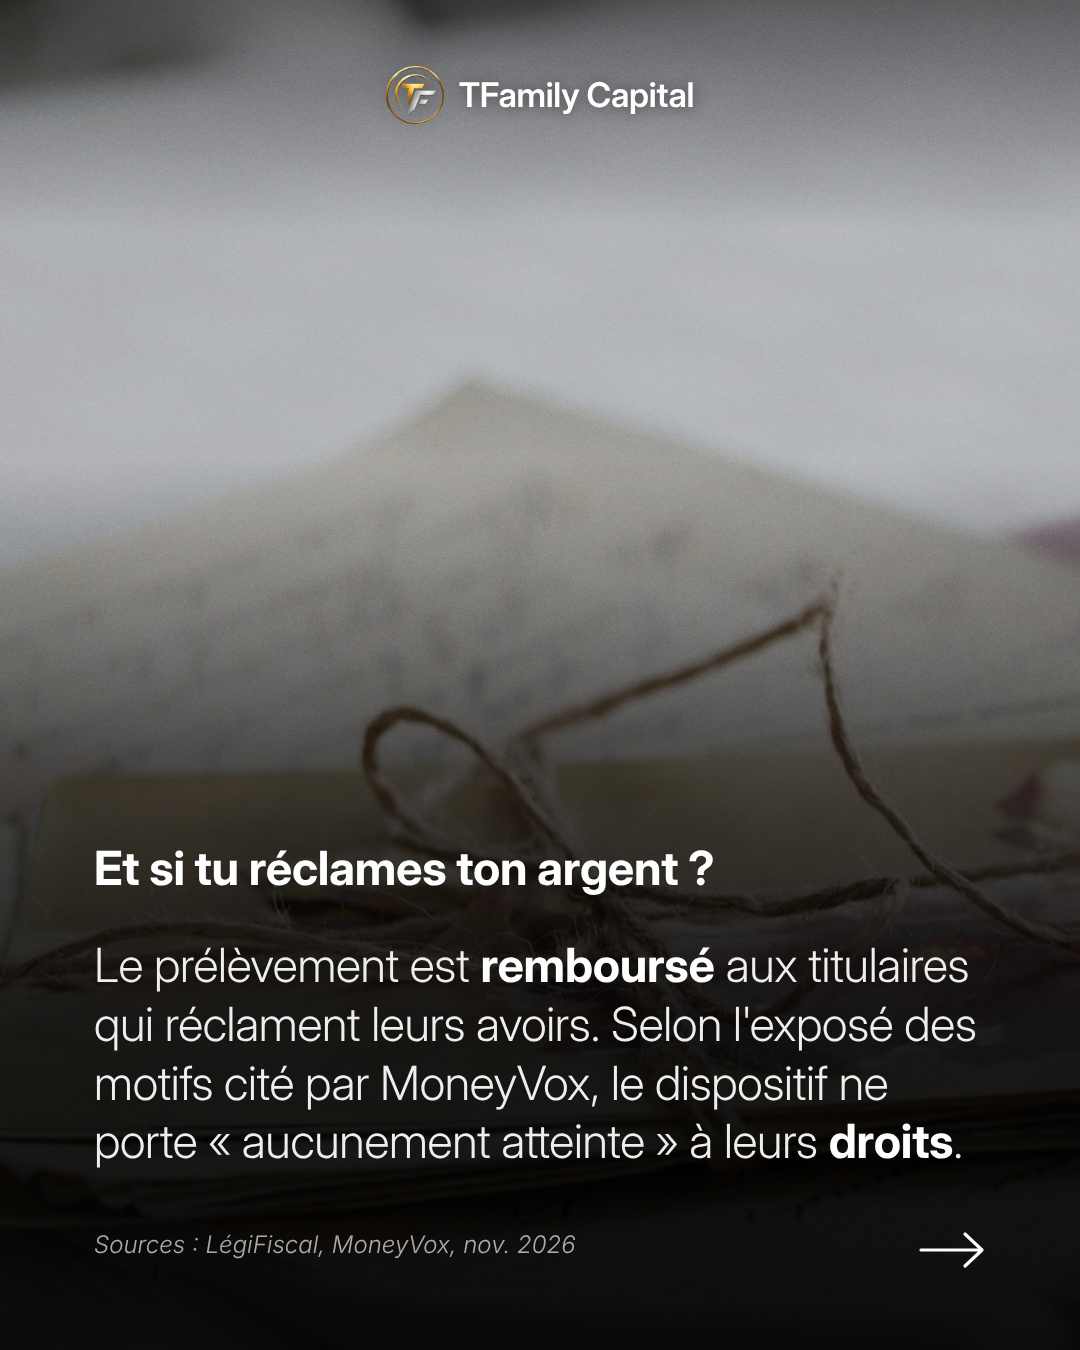 TFamily Capital
Et si tu réclames ton argent ?
Le prélèvement est remboursé aux titulaires
qui réclament leurs avoirs. Selon l'exposé des
motifs cité par MoneyVox, le dispositif ne
porte « aucunement atteinte » à leurs droits.
Sources : LégiFiscal, MoneyVox, nov. 2026